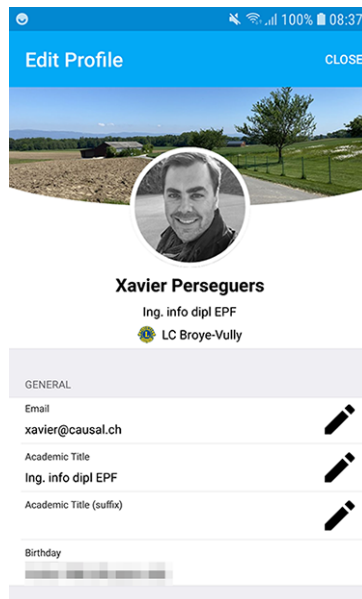 100% 08:37
Edit Profile
CLOSE
Xavier Perseguers
Ing. info dipl EPF
LC Broye-Vully
GENERAL
Email
xavier@causal.ch
Academic Title
Ing. info dipl EPF
Academic Title (suffix)
Birthday